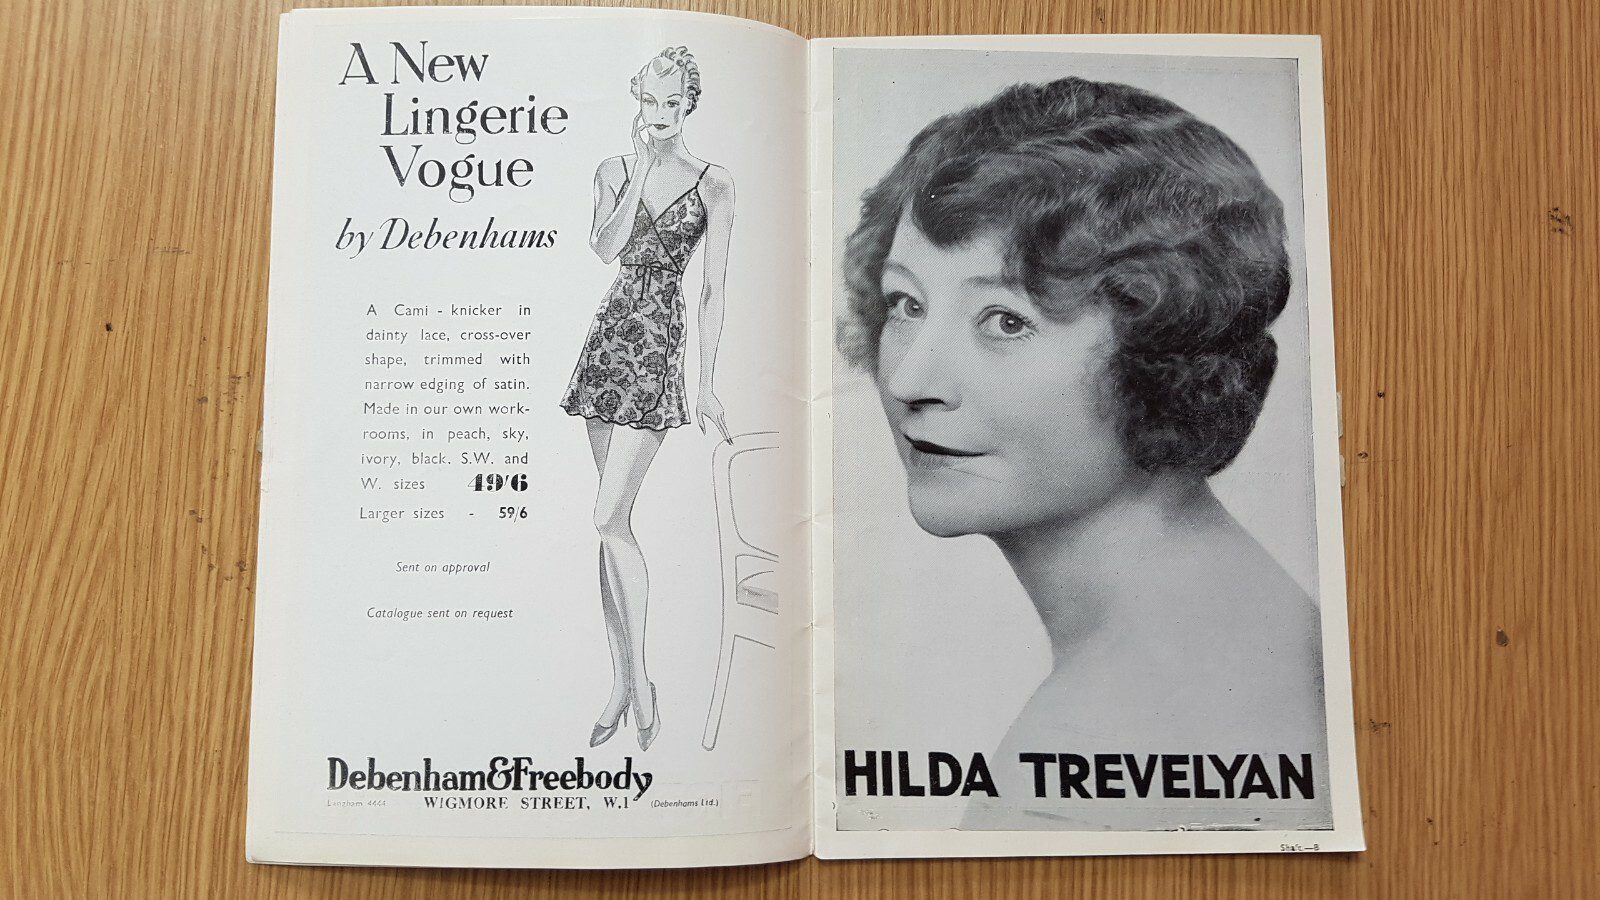 A New
Lingerie
Vogue
by Debenhams
A Cami - knicker in
dainty lace, cross-over
shape, trimmed with
narrow edging of satin.
Made in our own work-
rooms, in peach, sky,
ivory, black. S.W. and
W. sizes 49'6
Larger sizes - 59/6
Sent on approval
Catalogue sent on request
Debenham&Freebody
Langham 4444 WIGMORE STREET, W.1 (Debenhams Ltd.)
HILDA TREVELYAN
Shafc.—B